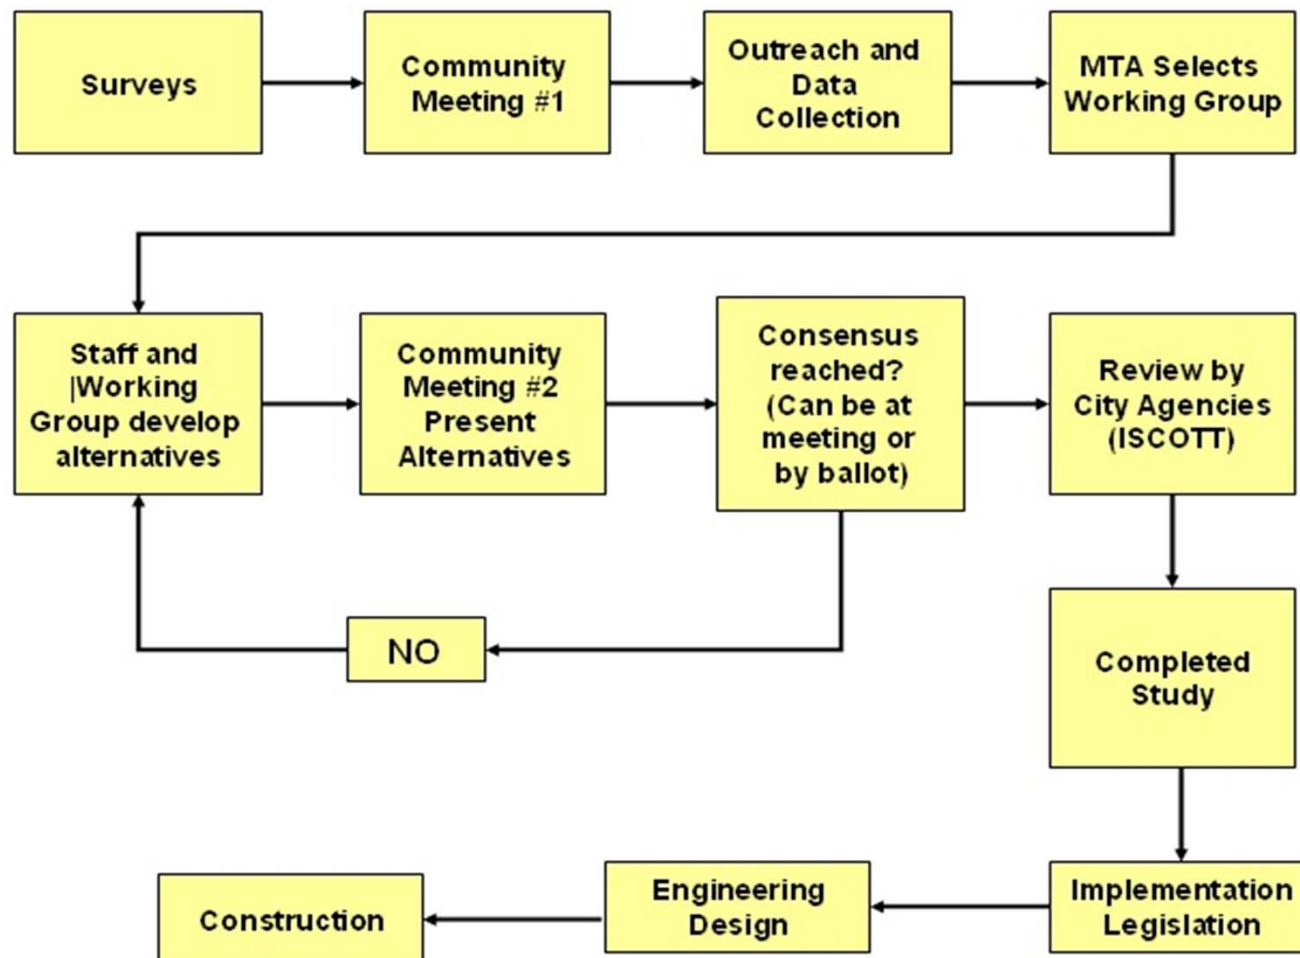 Surveys
Community
Meeting #1
Outreach and
Data
Collection
MTA Selects
Working Group
Staff and
|Working
Group develop
alternatives
Community
Meeting #2
Present
Alternatives
Consensus
reached?
(Can be at
meeting or
by ballot)
Review by
City Agencies
(ISCOTT)
NO
Completed
Study
Construction
Engineering
Design
Implementation
Legislation